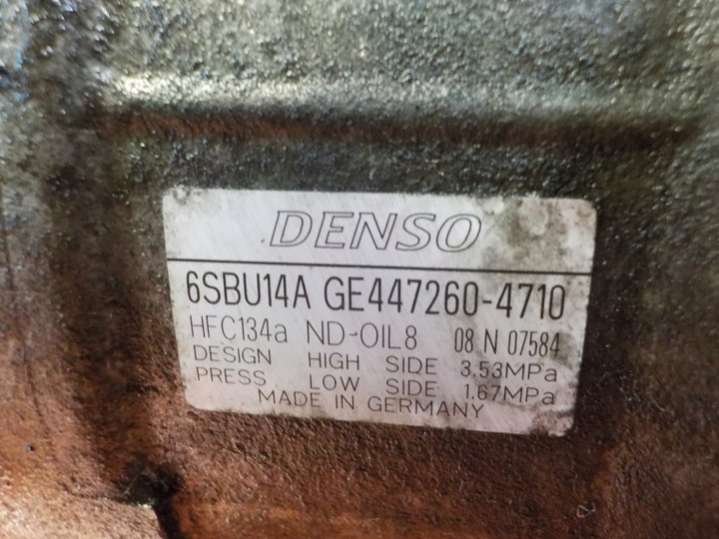 DENSO
6SBU14A GE447260-4710
HFC134a ND-OIL8 08 N 07584
DESIGN HIGH SIDE 3.53MPa
PRESS LOW SIDE 1.67MPa
MADE IN GERMANY